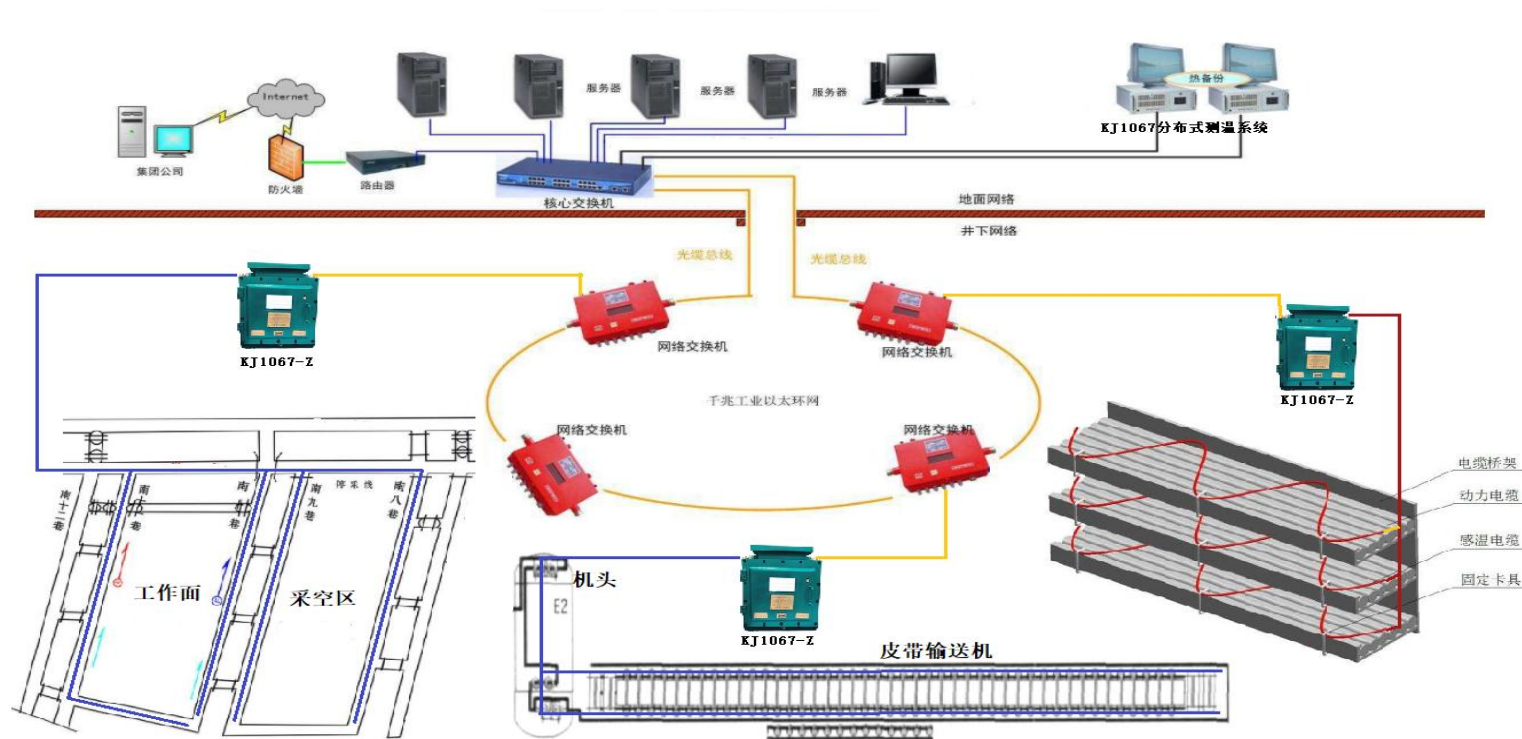 Internet
服务器
服务器
服务器
热备份
KJ1067分布式测温系统
集团公司
防火墙
路由器
核心交换机
地面网络
井下网络
光缆总线
光缆总线
KJ1067-Z
网络交换机
网络交换机
KJ1067-Z
千兆工业以太环网
网络交换机
网络交换机
电缆桥架
动力电缆
感温电缆
固定卡具
南十二巷
南九巷
停采线
南八巷
工作面
采空区
机头
E2
KJ1067-Z
皮带输送机